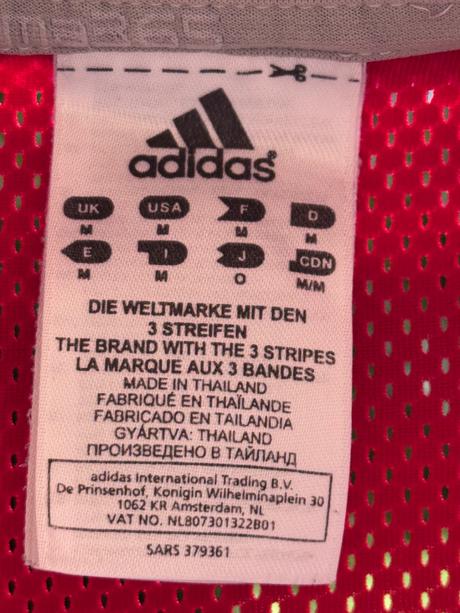 adidas®
UK USA F D
M M M M
E I J CDN
M M O M/M
DIE WELTMARKE MIT DEN
3 STREIFEN
THE BRAND WITH THE 3 STRIPES
LA MARQUE AUX 3 BANDES
MADE IN THAILAND
FABRIQUÉ EN THAÏLANDE
FABRICADO EN TAILANDIA
GYÁRTVA: THAILAND
ПРОИЗВЕДЕНО В ТАЙЛАНД
adidas International Trading B.V.
De Prinsenhof, Konigin Wilhelminaplein 30
1062 KR Amsterdam, NL
VAT NO. NL807301322B01
SARS 379361